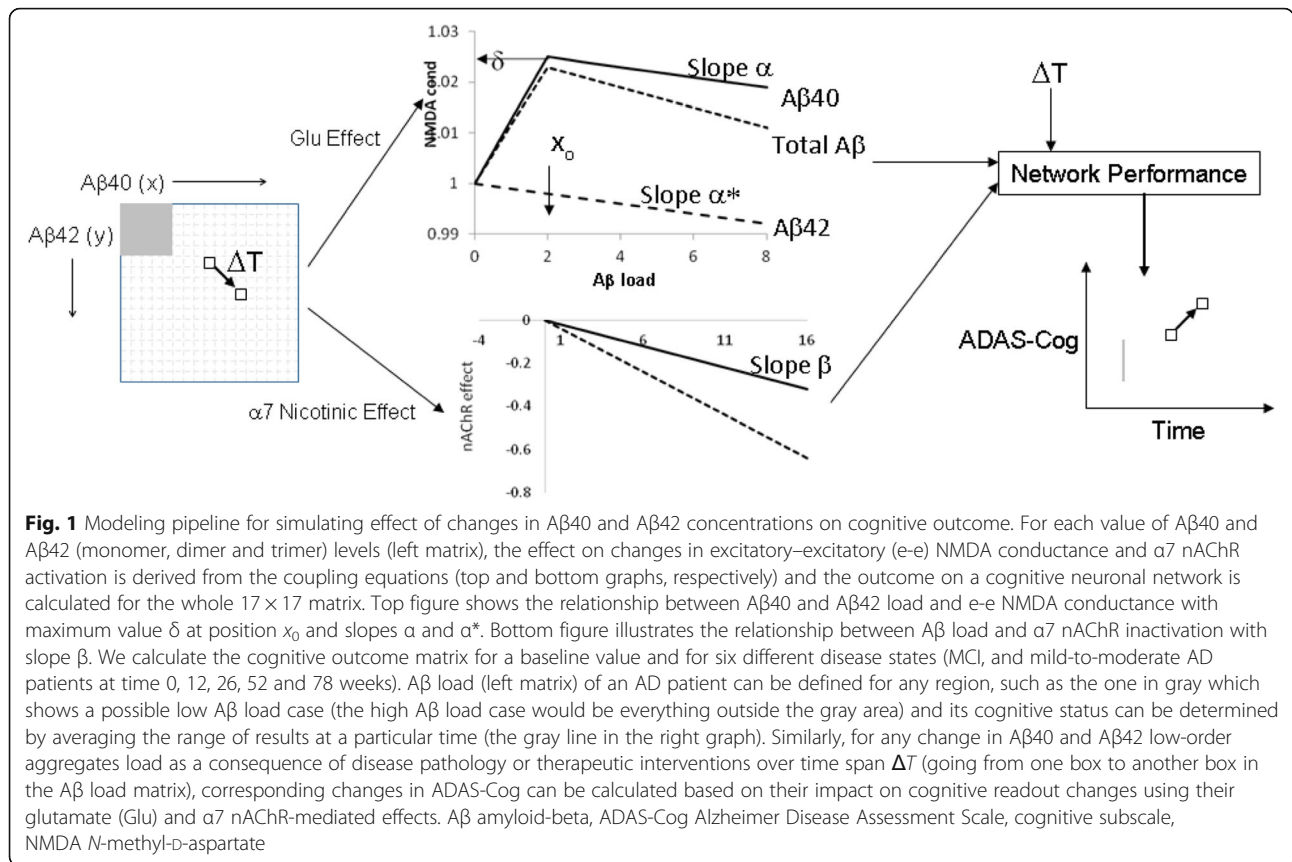 1.03
1.02
1.01
1
0.99
NMDA cond
δ
Slope α
Aβ40
Total Aβ
X₀
Slope α*
Aβ42
0 2 4 6 8
Aβ load
Glu Effect
Aβ40 (x)
Aβ42 (y)
ΔT
α7 Nicotinic Effect
0
-4 1 6 11 16
-0.2
-0.4
-0.6
-0.8
nAChR effect
Slope β
ΔT
Network Performance
ADAS-Cog
Time
Fig. 1 Modeling pipeline for simulating effect of changes in Aβ40 and Aβ42 concentrations on cognitive outcome. For each value of Aβ40 and
Aβ42 (monomer, dimer and trimer) levels (left matrix), the effect on changes in excitatory–excitatory (e-e) NMDA conductance and α7 nAChR
activation is derived from the coupling equations (top and bottom graphs, respectively) and the outcome on a cognitive neuronal network is
calculated for the whole 17 × 17 matrix. Top figure shows the relationship between Aβ40 and Aβ42 load and e-e NMDA conductance with
maximum value δ at position x₀ and slopes α and α*. Bottom figure illustrates the relationship between Aβ load and α7 nAChR inactivation with
slope β. We calculate the cognitive outcome matrix for a baseline value and for six different disease states (MCI, and mild-to-moderate AD
patients at time 0, 12, 26, 52 and 78 weeks). Aβ load (left matrix) of an AD patient can be defined for any region, such as the one in gray which
shows a possible low Aβ load case (the high Aβ load case would be everything outside the gray area) and its cognitive status can be determined
by averaging the range of results at a particular time (the gray line in the right graph). Similarly, for any change in Aβ40 and Aβ42 low-order
aggregates load as a consequence of disease pathology or therapeutic interventions over time span ΔT (going from one box to another box in
the Aβ load matrix), corresponding changes in ADAS-Cog can be calculated based on their impact on cognitive readout changes using their
glutamate (Glu) and α7 nAChR-mediated effects. Aβ amyloid-beta, ADAS-Cog Alzheimer Disease Assessment Scale, cognitive subscale,
NMDA N-methyl-D-aspartate